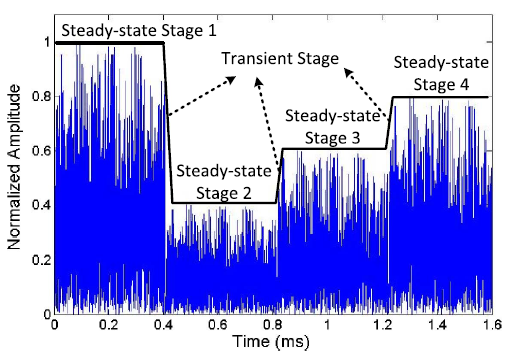 Steady-state Stage 1
Transient Stage
Steady-state
Stage 4
Steady-state
Stage 3
Steady-state
Stage 2
Normalized Amplitude
1
0.8
0.6
0.4
0.2
0
0 0.2 0.4 0.6 0.8 1 1.2 1.4 1.6
Time (ms)